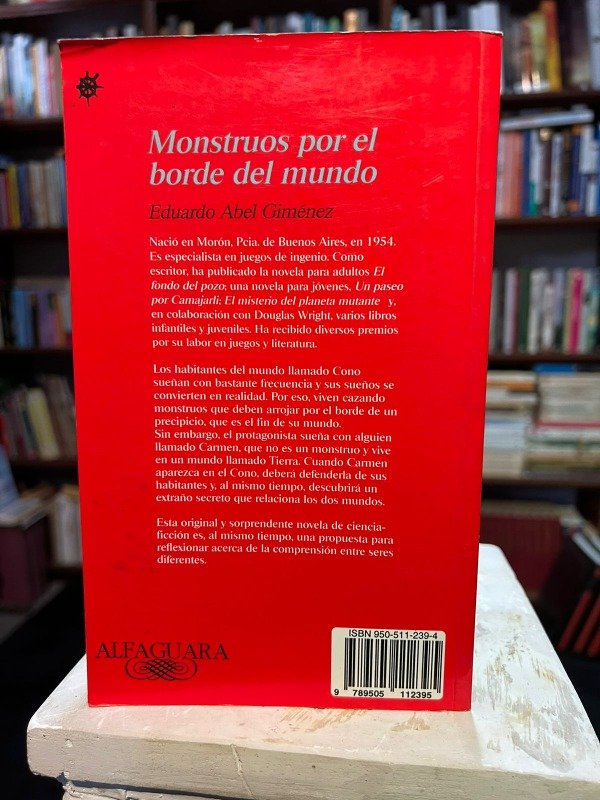 Monstruos por el
borde del mundo
Eduardo Abel Giménez
Nació en Morón, Pcia. de Buenos Aires, en 1954.
Es especialista en juegos de ingenio. Como
escritor, ha publicado la novela para adultos El
fondo del pozo; una novela para jóvenes, Un paseo
por Camajarlí; El misterio del planeta mutante y,
en colaboración con Douglas Wright, varios libros
infantiles y juveniles. Ha recibido diversos premios
por su labor en juegos y literatura.
Los habitantes del mundo llamado Cono
sueñan con bastante frecuencia y sus sueños se
convierten en realidad. Por eso, viven cazando
monstruos que deben arrojar por el borde de un
precipicio, que es el fin de su mundo.
Sin embargo, el protagonista sueña con alguien
llamado Carmen, que no es un monstruo y vive
en un mundo llamado Tierra. Cuando Carmen
aparezca en el Cono, deberá defenderla de sus
habitantes y, al mismo tiempo, descubrirá un
extraño secreto que relaciona los dos mundos.
Esta original y sorprendente novela de ciencia-
ficción es, al mismo tiempo, una propuesta para
reflexionar acerca de la comprensión entre seres
diferentes.
ALFAGUARA
ISBN 950-511-239-4
9 789505 112395